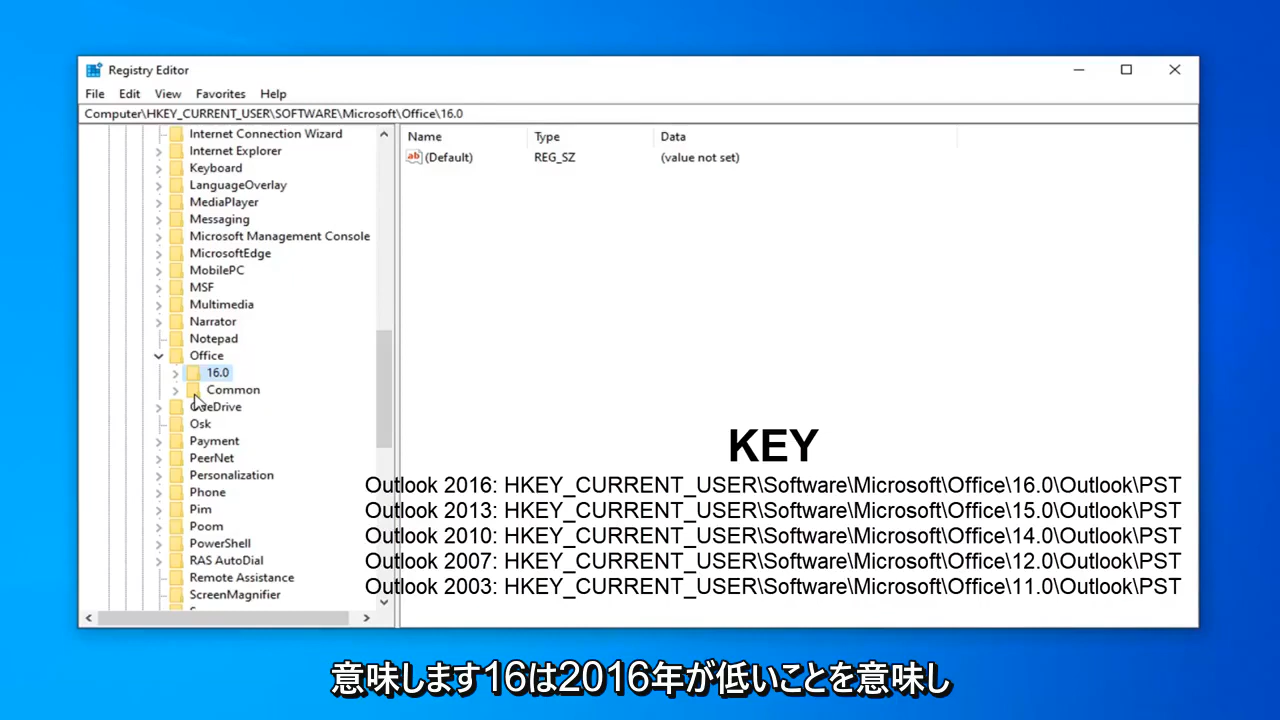 Registry Editor
File Edit View Favorites Help
Computer\HKEY_CURRENT_USER\SOFTWARE\Microsoft\Office\16.0
Internet Connection Wizard
Internet Explorer
Keyboard
LanguageOverlay
MediaPlayer
Messaging
Microsoft Management Console
MicrosoftEdge
MobilePC
MSF
Multimedia
Narrator
Notepad
Office
16.0
Common
OneDrive
Osk
Payment
PeerNet
Personalization
Phone
Pim
Poom
PowerShell
RAS AutoDial
Remote Assistance
ScreenMagnifier
Name Type Data
ab (Default) REG_SZ (value not set)
KEY
Outlook 2016: HKEY_CURRENT_USER\Software\Microsoft\Office\16.0\Outlook\PST
Outlook 2013: HKEY_CURRENT_USER\Software\Microsoft\Office\15.0\Outlook\PST
Outlook 2010: HKEY_CURRENT_USER\Software\Microsoft\Office\14.0\Outlook\PST
Outlook 2007: HKEY_CURRENT_USER\Software\Microsoft\Office\12.0\Outlook\PST
Outlook 2003: HKEY_CURRENT_USER\Software\Microsoft\Office\11.0\Outlook\PST
意味します16は2016年が低いことを意味し